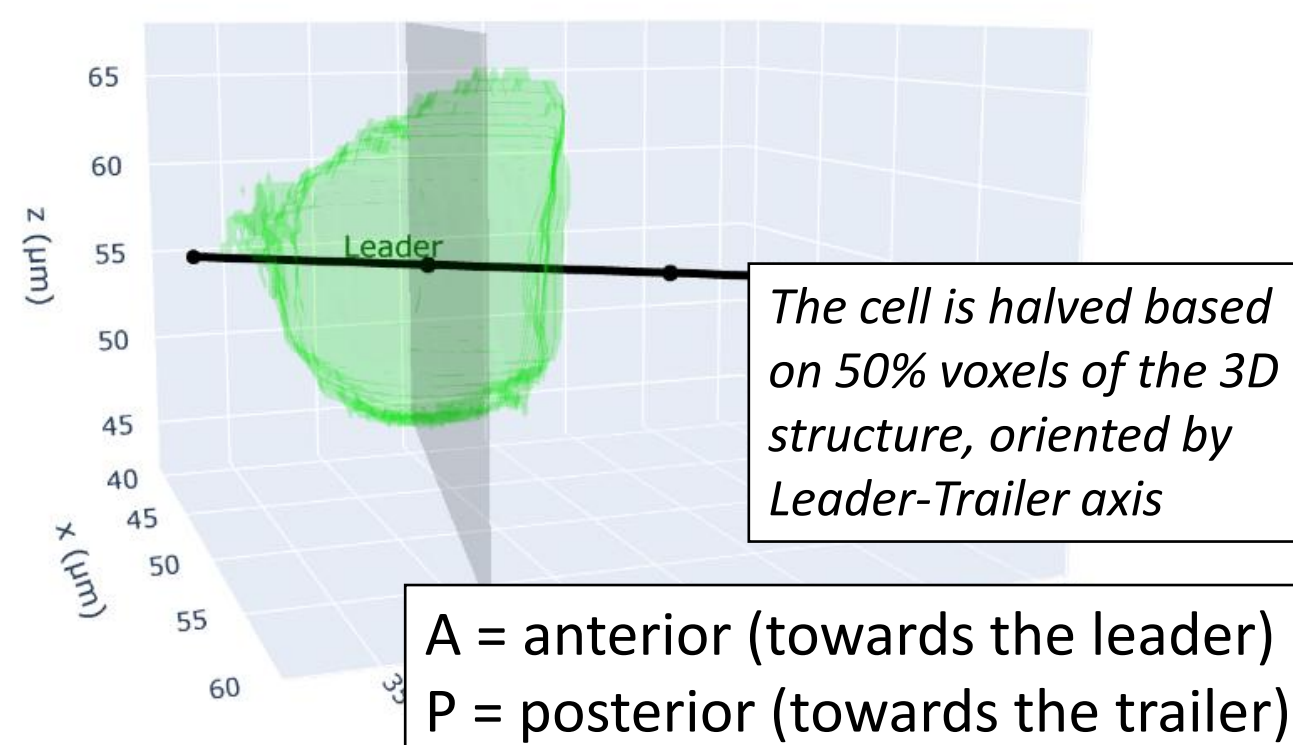 65
60
55
50
45
40
z (μm)
Leader
45
50
55
60
x (μm)
35
The cell is halved based
on 50% voxels of the 3D
structure, oriented by
Leader-Trailer axis
A = anterior (towards the leader)
P = posterior (towards the trailer)